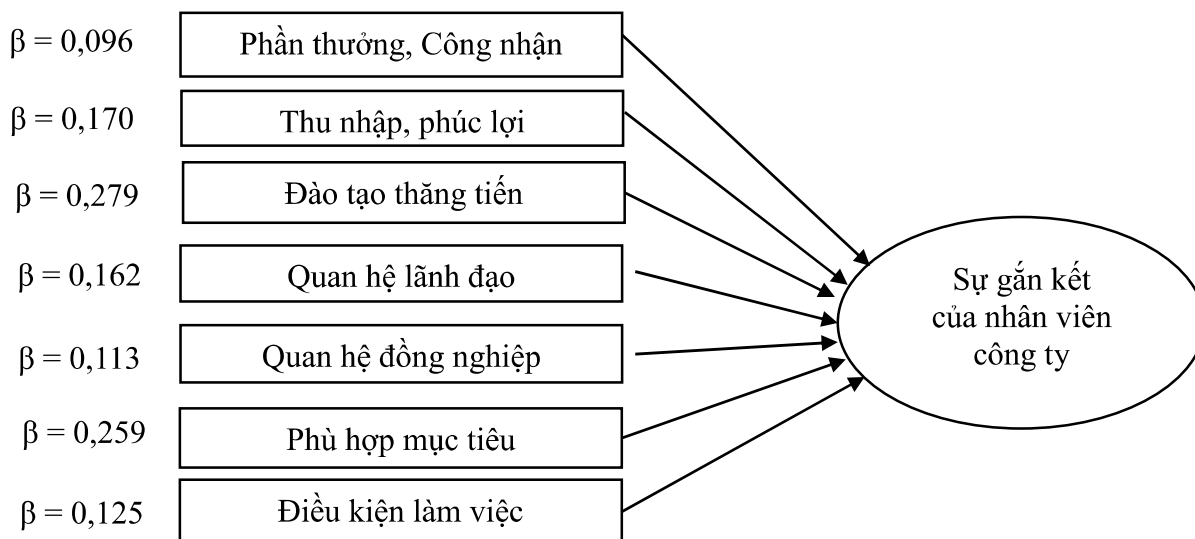 β = 0,096
Phần thưởng, Công nhận
β = 0,170
Thu nhập, phúc lợi
β = 0,279
Đào tạo thăng tiến
β = 0,162
Quan hệ lãnh đạo
β = 0,113
Quan hệ đồng nghiệp
β = 0,259
Phù hợp mục tiêu
β = 0,125
Điều kiện làm việc
Sự gắn kết
của nhân viên
công ty